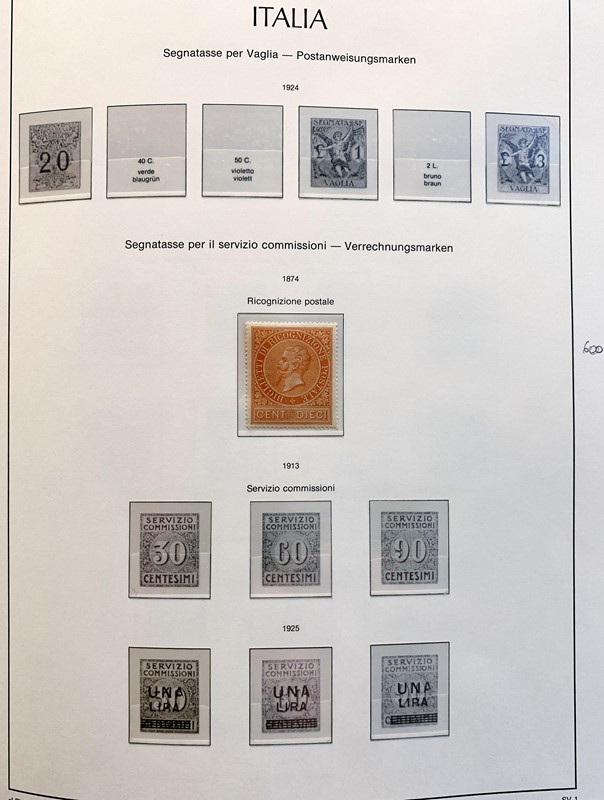 ITALIA
Segnatasse per Vaglia — Postanweisungsmarken
1924
20
40 C.
verde
blaugrün
50 C.
violetto
violett
SEGNATASSE
£ 1
VAGLIA
2 L.
bruno
braun
SEGNATASSE
£ 3
VAGLIA
Segnatasse per il servizio commissioni — Verrechnungsmarken
1874
Ricognizione postale
BIGLIETTI DI RICOGNIZIONE POSTALE
CENT DIECI
600
1913
Servizio commissioni
SERVIZIO
COMMISSIONI
30
CENTESIMI
SERVIZIO
COMMISSIONI
60
CENTESIMI
SERVIZIO
COMMISSIONI
90
CENTESIMI
1925
SERVIZIO
COMMISSIONI
UNA
LIRA
SERVIZIO
COMMISSIONI
UNA
LIRA
SERVIZIO
COMMISSIONI
UNA
LIRA
SV 1